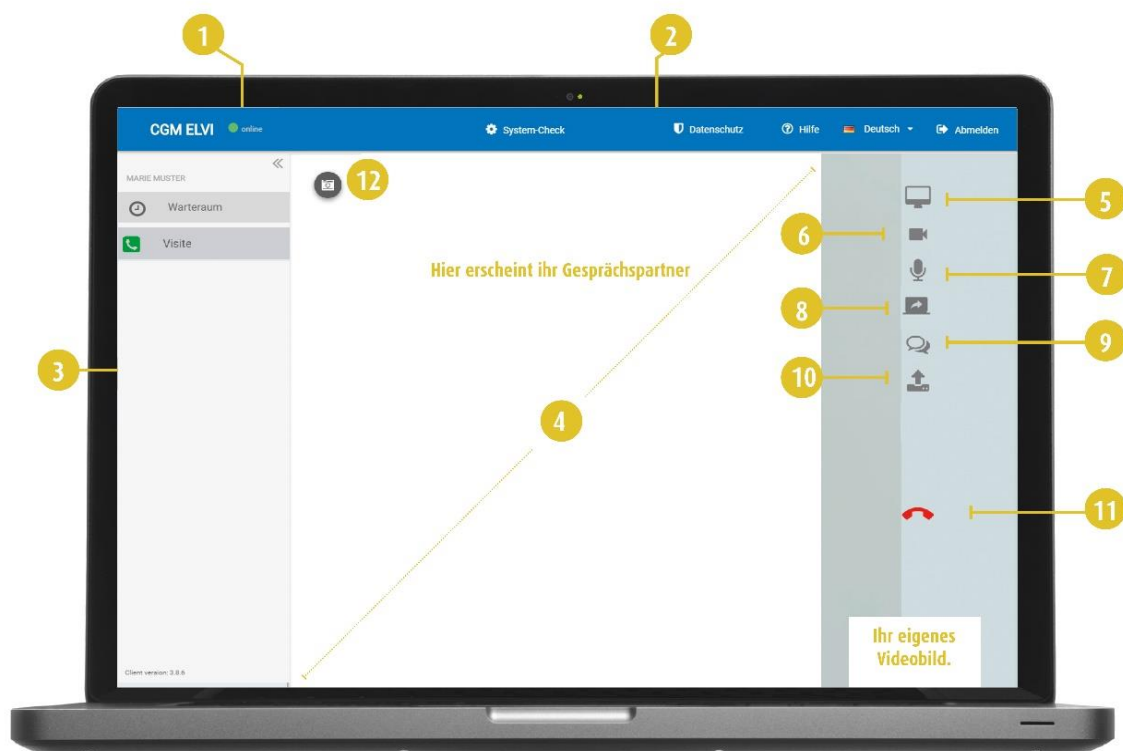 1
2
CGM ELVI online System-Check Datenschutz Hilfe Deutsch Abmelden
MARIE MUSTER
12
Warteraum
Visite
Hier erscheint ihr Gesprächspartner
3
4
5
6
7
8
9
10
11
Ihr eigenes
Videobild.
Client version: 3.8.6